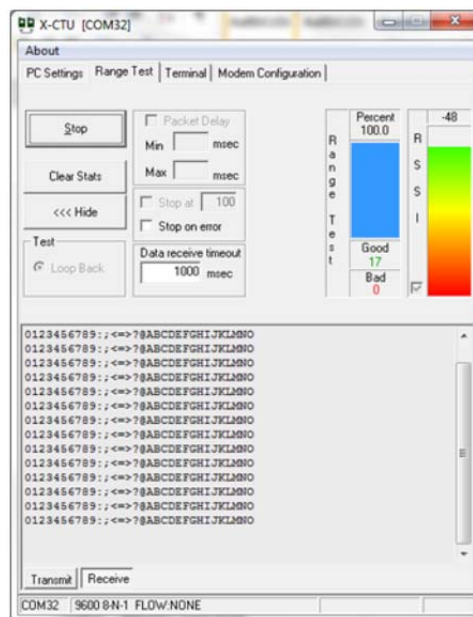 X-CTU [COM32]
About
PC Settings Range Test Terminal Modem Configuration
Stop
Clear Stats
<<< Hide
Test
Loop Back
Packet Delay
Min msec
Max msec
Stop at 100
Stop on error
Data receive timeout
1000 msec
Range Test
Percent
100.0
Good
17
Bad
0
RSSI
-48
0123456789:;<=>?@ABCDEFGHIJKLMNO
0123456789:;<=>?@ABCDEFGHIJKLMNO
0123456789:;<=>?@ABCDEFGHIJKLMNO
0123456789:;<=>?@ABCDEFGHIJKLMNO
0123456789:;<=>?@ABCDEFGHIJKLMNO
0123456789:;<=>?@ABCDEFGHIJKLMNO
0123456789:;<=>?@ABCDEFGHIJKLMNO
0123456789:;<=>?@ABCDEFGHIJKLMNO
0123456789:;<=>?@ABCDEFGHIJKLMNO
0123456789:;<=>?@ABCDEFGHIJKLMNO
0123456789:;<=>?@ABCDEFGHIJKLMNO
0123456789:;<=>?@ABCDEFGHIJKLMNO
0123456789:;<=>?@ABCDEFGHIJKLMNO
0123456789:;<=>?@ABCDEFGHIJKLMNO
Transmit Receive
COM32 9600 8-N-1 FLOW:NONE